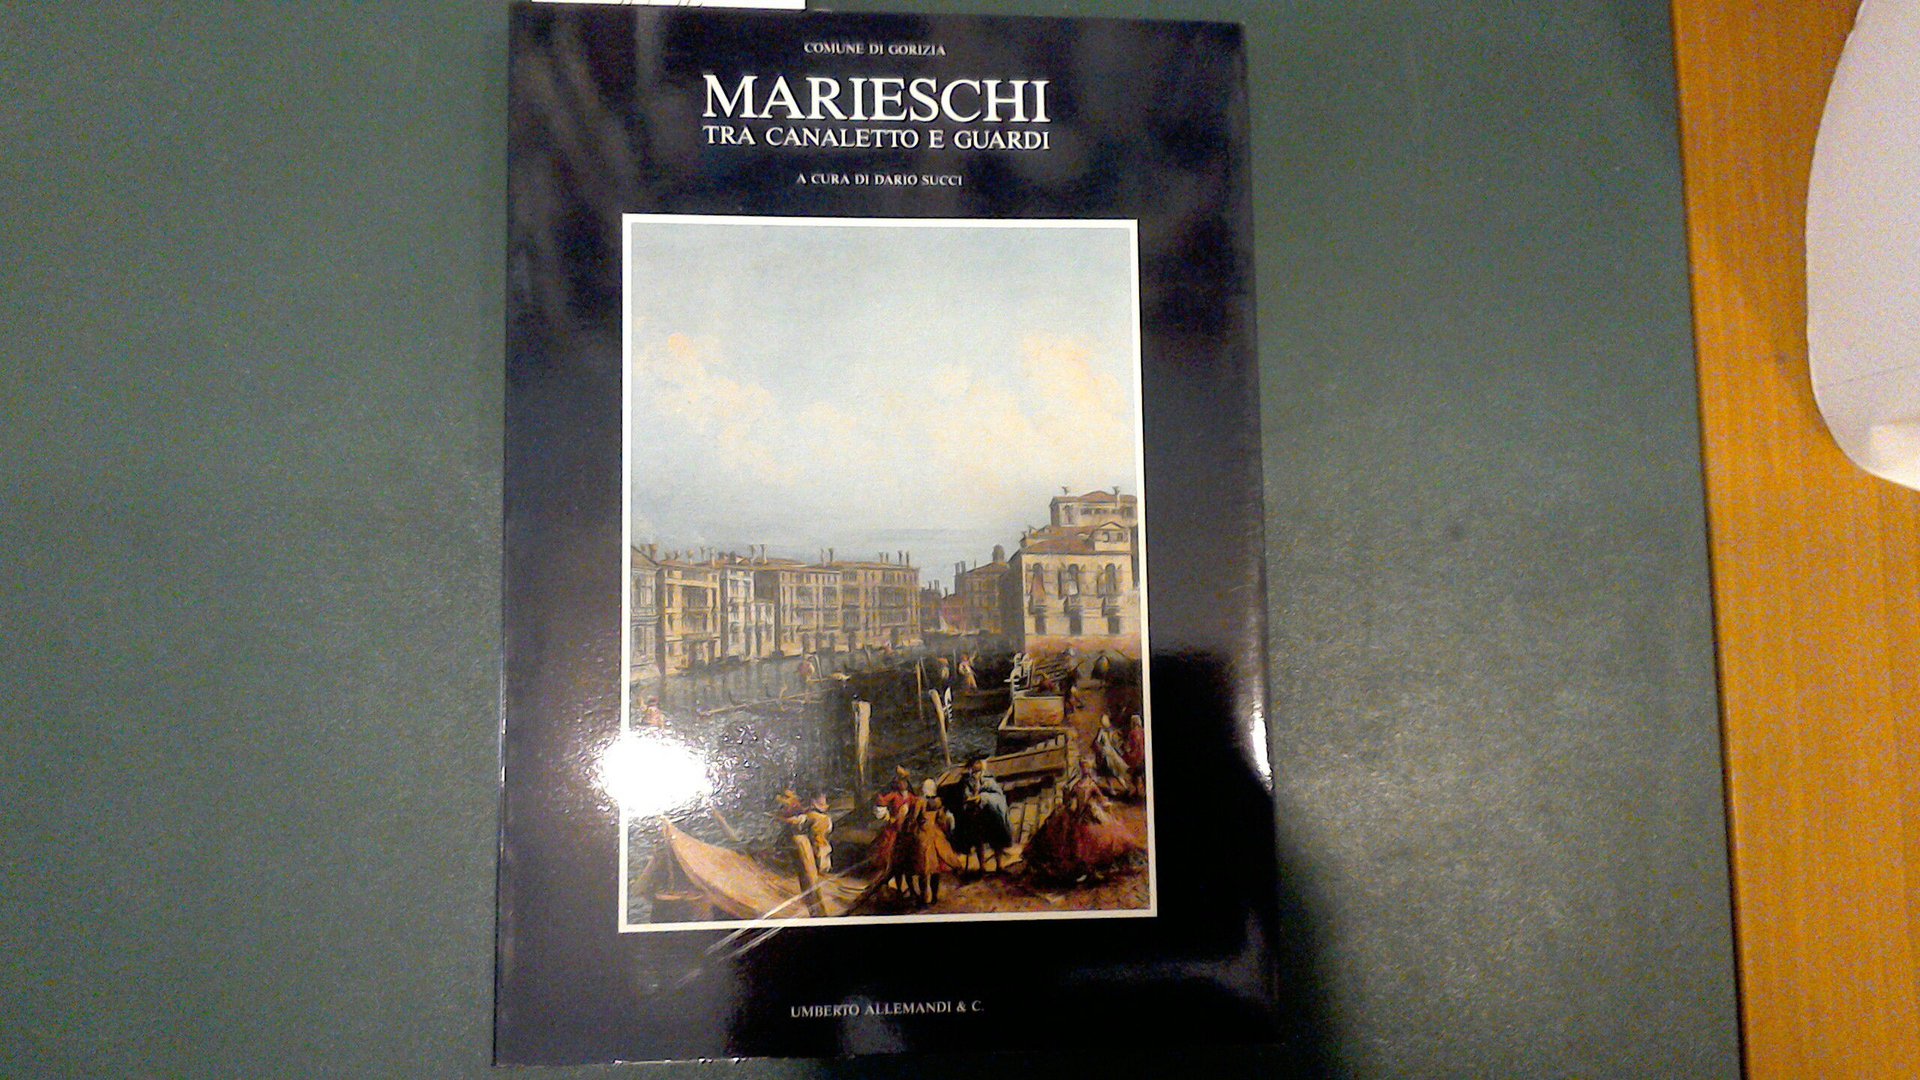 COMUNE DI GORIZIA
MARIESCHI
TRA CANALETTO E GUARDI
A CURA DI DARIO SUCCI
UMBERTO ALLEMANDI & C.